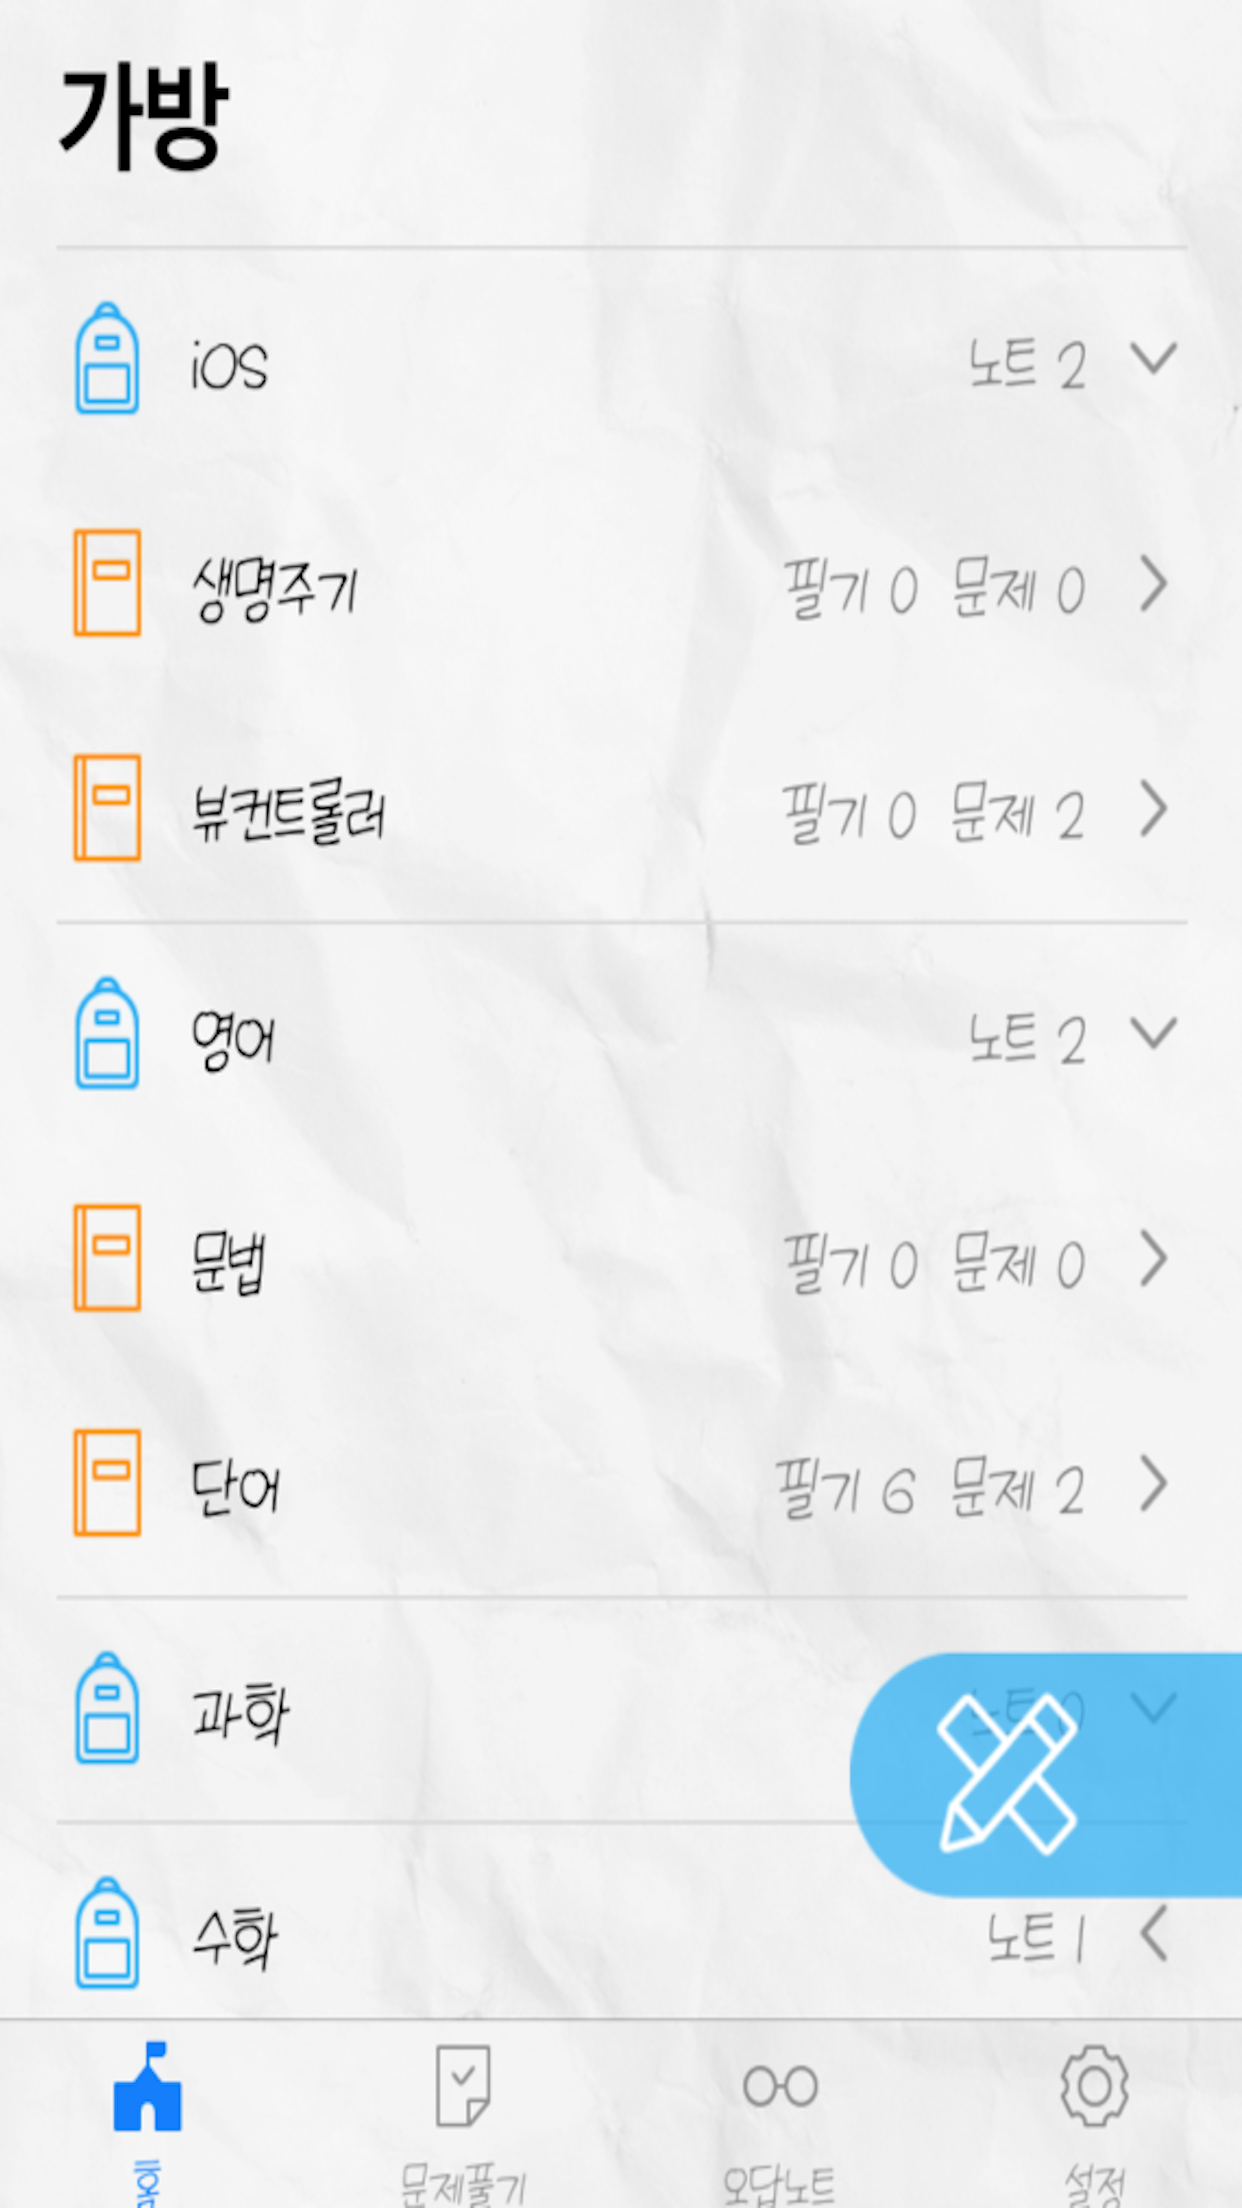 가방
iOS 노트 2
생명주기 필기 0 문제 0
뷰컨트롤러 필기 0 문제 2
영어 노트 2
문법 필기 0 문제 0
단어 필기 6 문제 2
과학 노트 0
수학 노트 1
홈 문제풀기 오답노트 설정